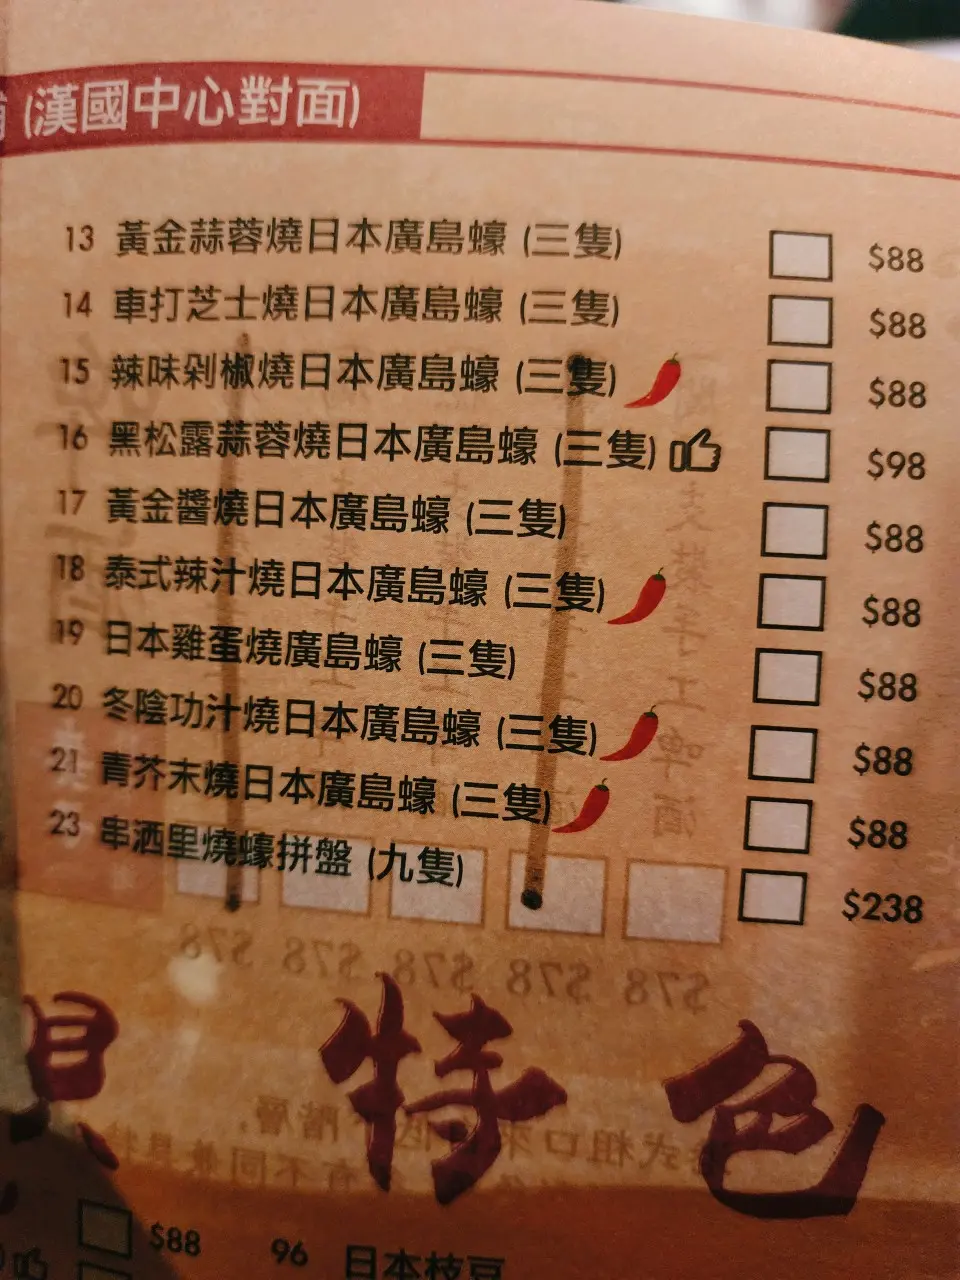 (漢國中心對面)
13 黃金蒜蓉燒日本廣島蠔 (三隻) $88
14 車打芝士燒日本廣島蠔 (三隻) $88
15 辣味剁椒燒日本廣島蠔 (三隻) $88
16 黑松露蒜蓉燒日本廣島蠔 (三隻) $98
17 黃金醬燒日本廣島蠔 (三隻) $88
18 泰式辣汁燒日本廣島蠔 (三隻) $88
19 日本雞蛋燒廣島蠔 (三隻) $88
20 冬陰功汁燒日本廣島蠔 (三隻) $88
21 青芥末燒日本廣島蠔 (三隻) $88
23 串洒里燒蠔拼盤 (九隻) $238
$78 $78 $78 $78 $78
特色
$88 96 日本枝豆